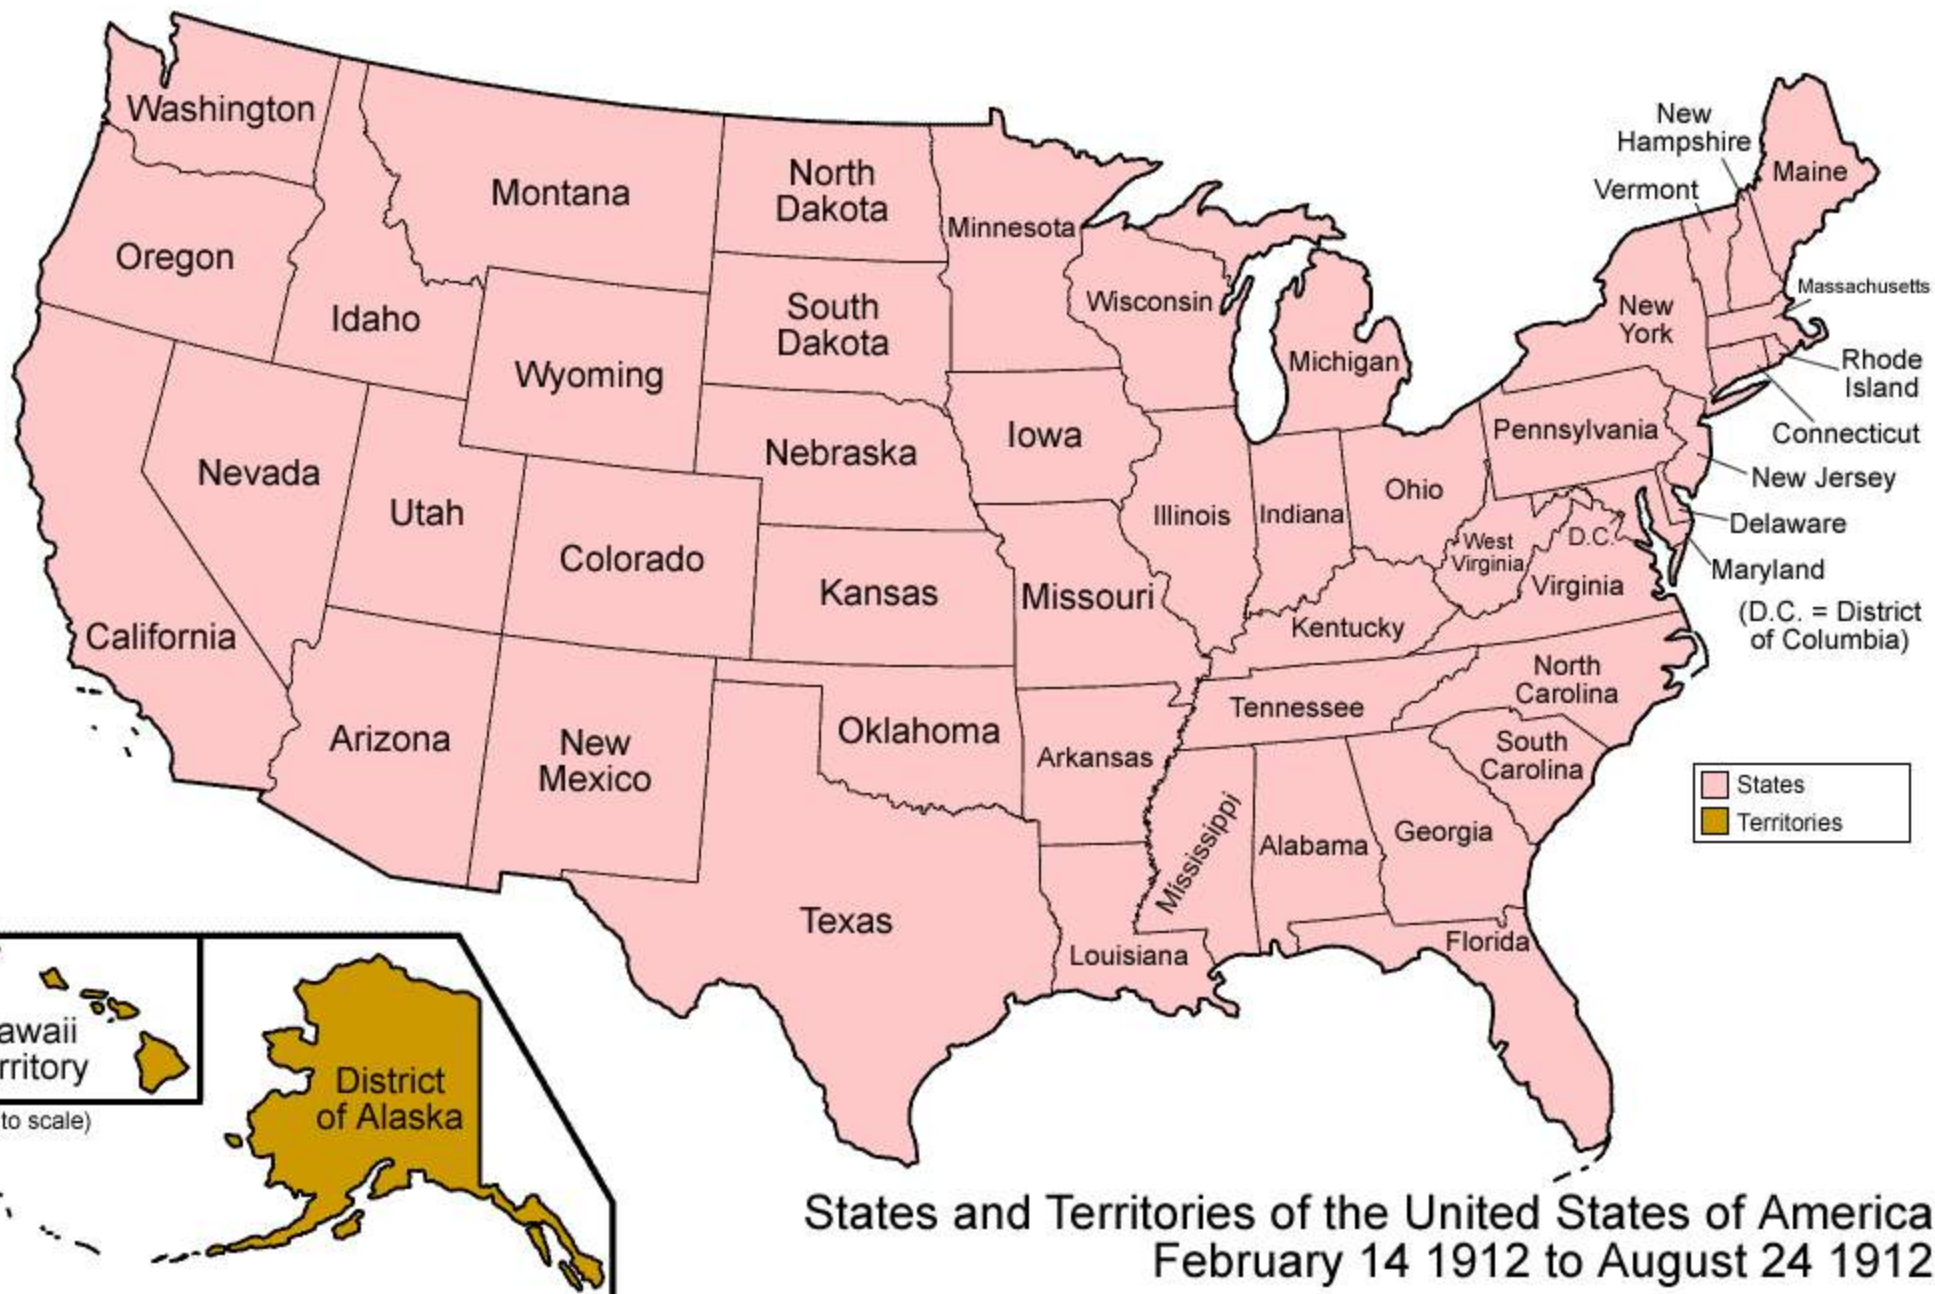 Washington
Montana
North
Dakota
Minnesota
New
Hampshire
Maine
Vermont
Oregon
Idaho
South
Dakota
Wisconsin
Michigan
New
York
Massachusetts
Rhode
Island
Wyoming
Connecticut
Nebraska
Iowa
Pennsylvania
New Jersey
Nevada
Utah
Colorado
Illinois
Indiana
Ohio
Delaware
D.C.
West
Virginia
Maryland
Kansas
Missouri
Virginia
(D.C. = District
of Columbia)
California
Kentucky
North
Carolina
Arizona
New
Mexico
Oklahoma
Arkansas
Tennessee
South
Carolina
States
Territories
Mississippi
Alabama
Georgia
Texas
Louisiana
Florida
awaii
rritory
to scale)
District
of Alaska
States and Territories of the United States of America
February 14 1912 to August 24 1912